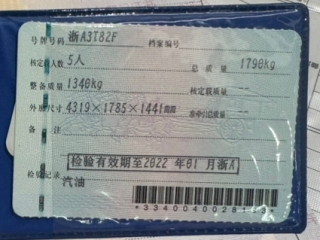 号牌号码 浙A3T82F 档案编号
核定载人数 5人 总质量 1790kg
整备质量 1340kg 核定载质量 --
外廓尺寸 4319×1785×1441 准牵引总质量 --
备注
检验有效期至2022年01月浙A
检验记录 汽油